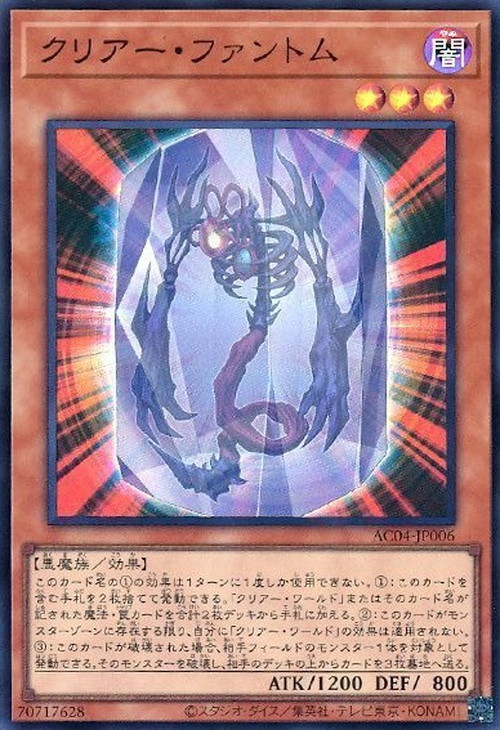 クリアー・ファントム
闇
AC04-JP006
【悪魔族／効果】
このカード名の①の効果は1ターンに1度しか使用できない。①：このカードを
含む手札を2枚捨てて発動できる。「クリアー・ワールド」またはそのカード名が
記された魔法・罠カードを合計2枚デッキから手札に加える。②：このカードがモン
スターゾーンに存在する限り、自分に「クリアー・ワールド」の効果は適用されない。
③：このカードが破壊された場合、相手フィールドのモンスター1体を対象として
発動できる。そのモンスターを破壊し、相手のデッキの上からカードを3枚墓地へ送る。
ATK/1200 DEF/ 800
70717628
©スタジオ・ダイス／集英社・テレビ東京・KONAMI